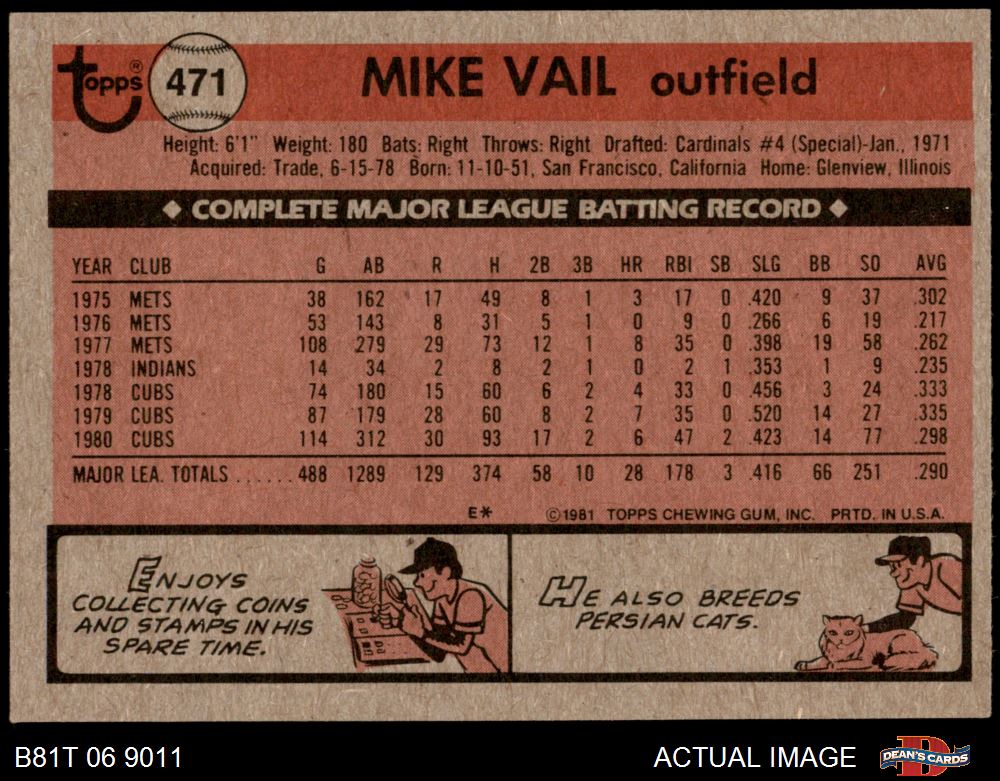 topps® 471 MIKE VAIL outfield
Height: 6'1" Weight: 180 Bats: Right Throws: Right Drafted: Cardinals #4 (Special)-Jan., 1971
Acquired: Trade, 6-15-78 Born: 11-10-51, San Francisco, California Home: Glenview, Illinois
◆ COMPLETE MAJOR LEAGUE BATTING RECORD ◆
YEAR CLUB G AB R H 2B 3B HR RBI SB SLG BB SO AVG
1975 METS 38 162 17 49 8 1 3 17 0 .420 9 37 .302
1976 METS 53 143 8 31 5 1 0 9 0 .266 6 19 .217
1977 METS 108 279 29 73 12 1 8 35 0 .398 19 58 .262
1978 INDIANS 14 34 2 8 2 1 0 2 1 .353 1 9 .235
1978 CUBS 74 180 15 60 6 2 4 33 0 .456 3 24 .333
1979 CUBS 87 179 28 60 8 2 7 35 0 .520 14 27 .335
1980 CUBS 114 312 30 93 17 2 6 47 2 .423 14 77 .298
MAJOR LEA. TOTALS ...... 488 1289 129 374 58 10 28 178 3 .416 66 251 .290
E* ©1981 TOPPS CHEWING GUM, INC. PRTD. IN U.S.A.
ENJOYS
COLLECTING COINS
AND STAMPS IN HIS
SPARE TIME.
HE ALSO BREEDS
PERSIAN CATS.
B81T 06 9011 ACTUAL IMAGE DEAN'S CARDS